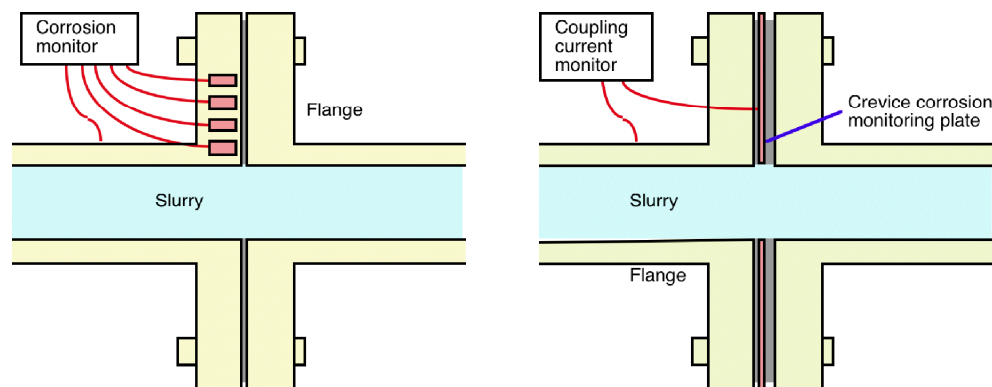 Corrosion
monitor
Flange
Slurry
Coupling
current
monitor
Crevice corrosion
monitoring plate
Slurry
Flange